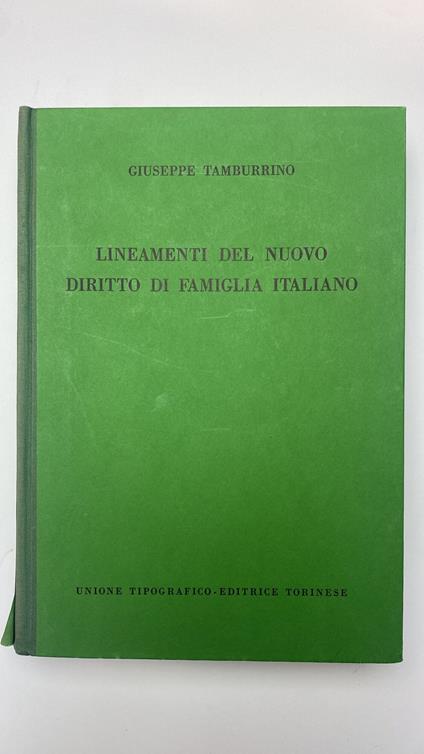 GIUSEPPE TAMBURRINO
LINEAMENTI DEL NUOVO
DIRITTO DI FAMIGLIA ITALIANO
UNIONE TIPOGRAFICO-EDITRICE TORINESE